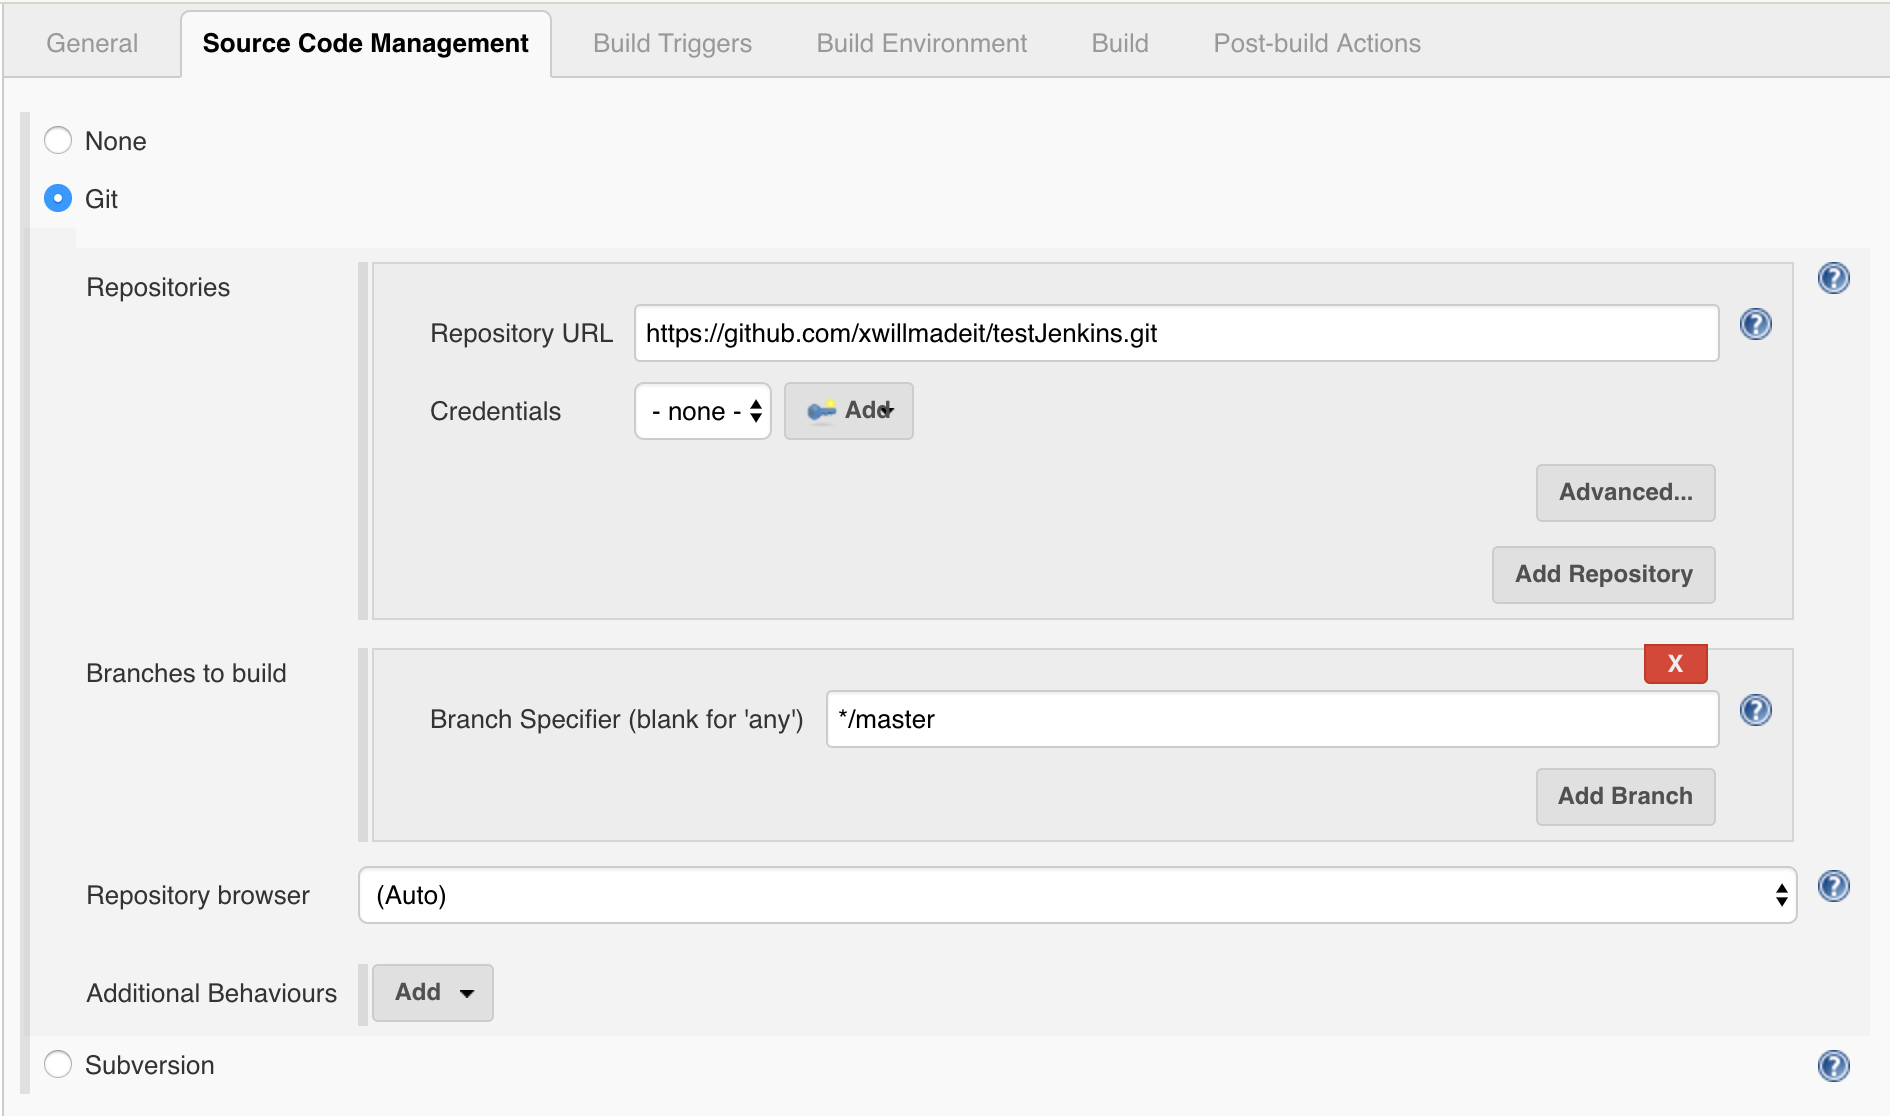 General Source Code Management Build Triggers Build Environment Build Post-build Actions
None
Git
Repositories
Repository URL https://github.com/xwillmadeit/testJenkins.git
Credentials - none - Add
Advanced...
Add Repository
Branches to build
X
Branch Specifier (blank for 'any') */master
Add Branch
Repository browser (Auto)
Additional Behaviours Add
Subversion